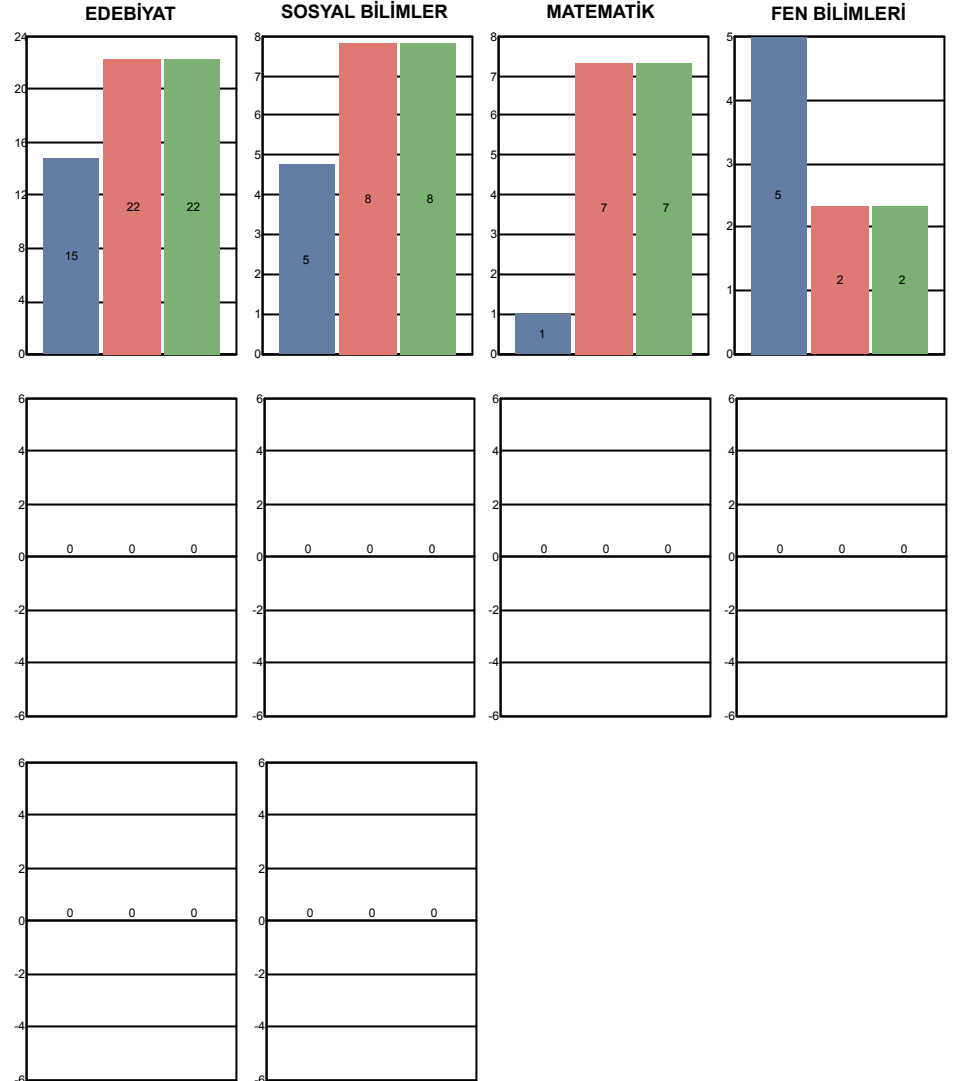 EDEBİYAT SOSYAL BİLİMLER MATEMATİK FEN BİLİMLERİ
24 8 8 5
20 7 7
16 6 6 4
12 5 5 3
8 4 4 2
4 3 3 1
0 2 2 0
1 1
0 0
15 22 22 5 8 8 1 7 7 5 2 2
6 6 6 6
4 4 4 4
2 2 2 2
0 0 0 0 0 0 0 0 0 0 0 0 0 0 0 0
-2 -2 -2 -2
-4 -4 -4 -4
-6 -6 -6 -6
6 6
4 4
2 2
0 0 0 0 0 0 0 0
-2 -2
-4 -4
-6 -6